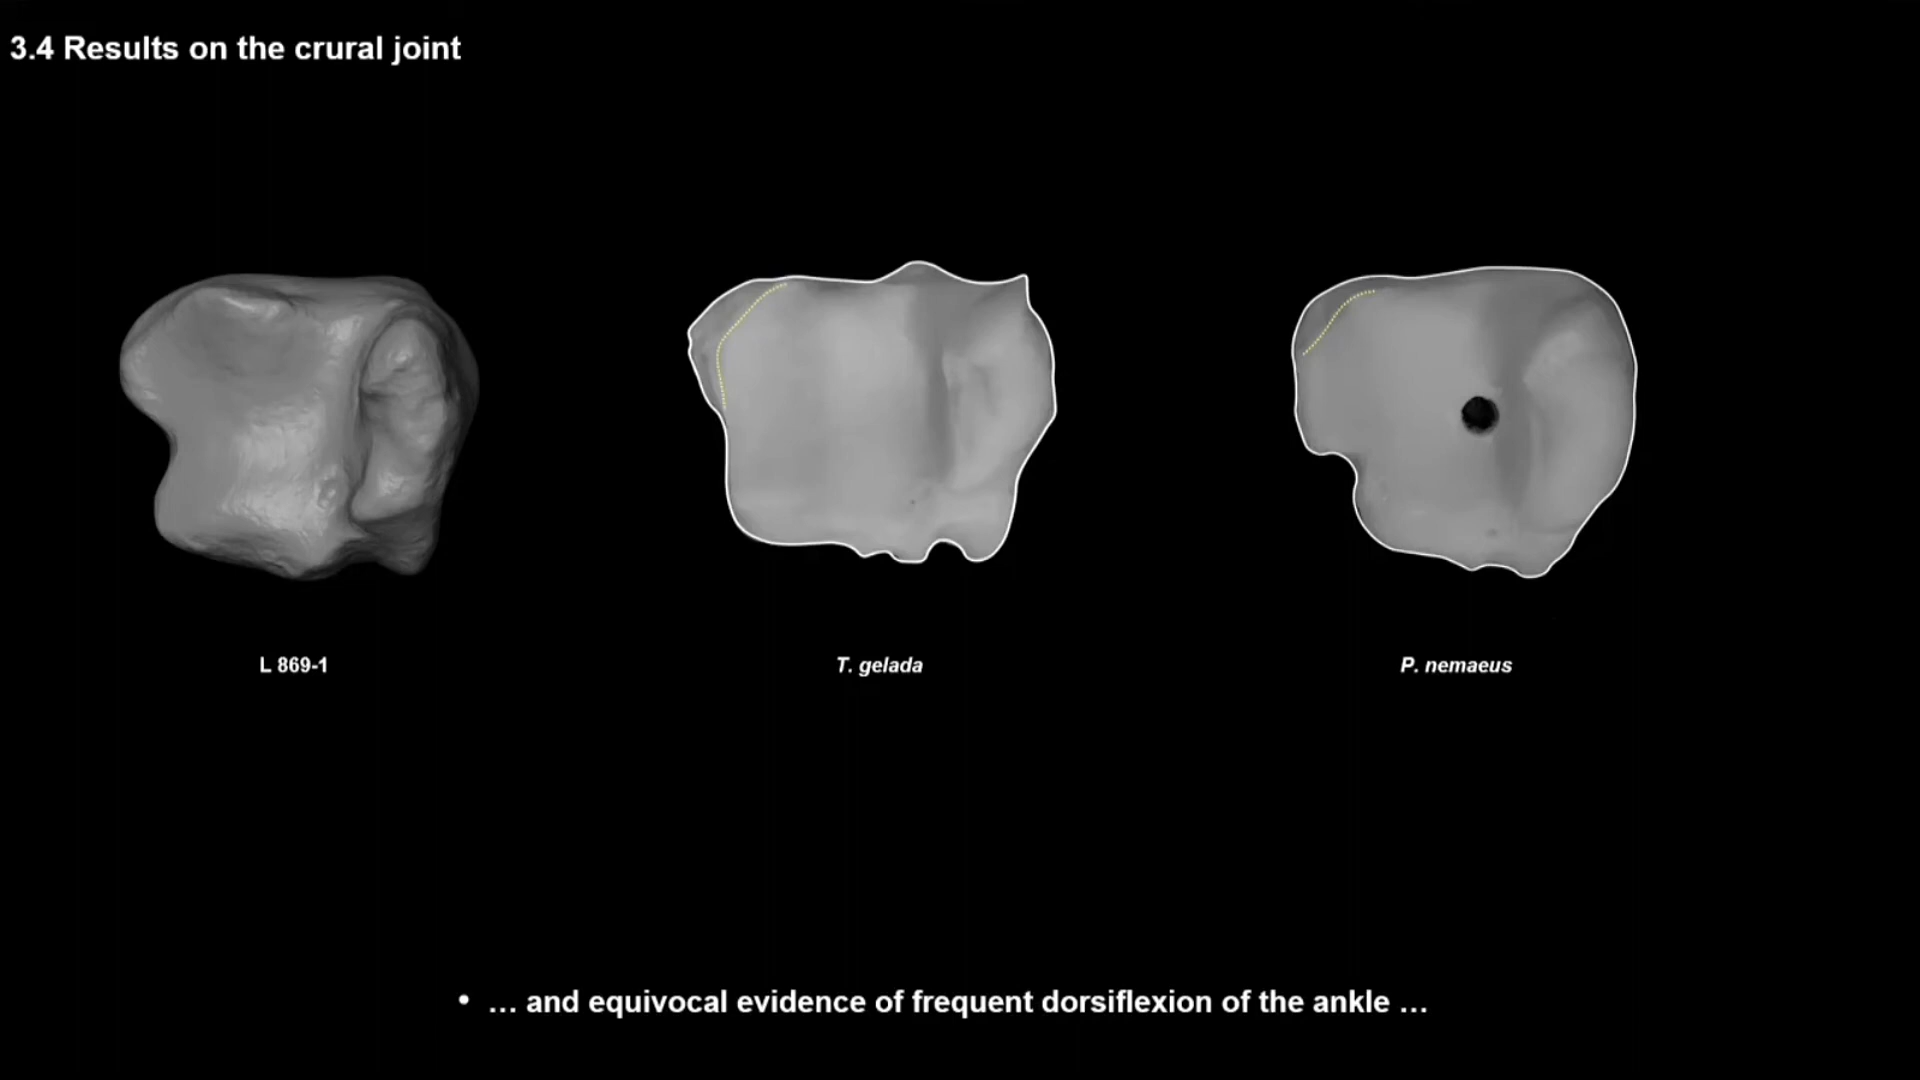 3.4 Results on the crural joint
L 869-1
T. gelada
P. nemaeus
• … and equivocal evidence of frequent dorsiflexion of the ankle …